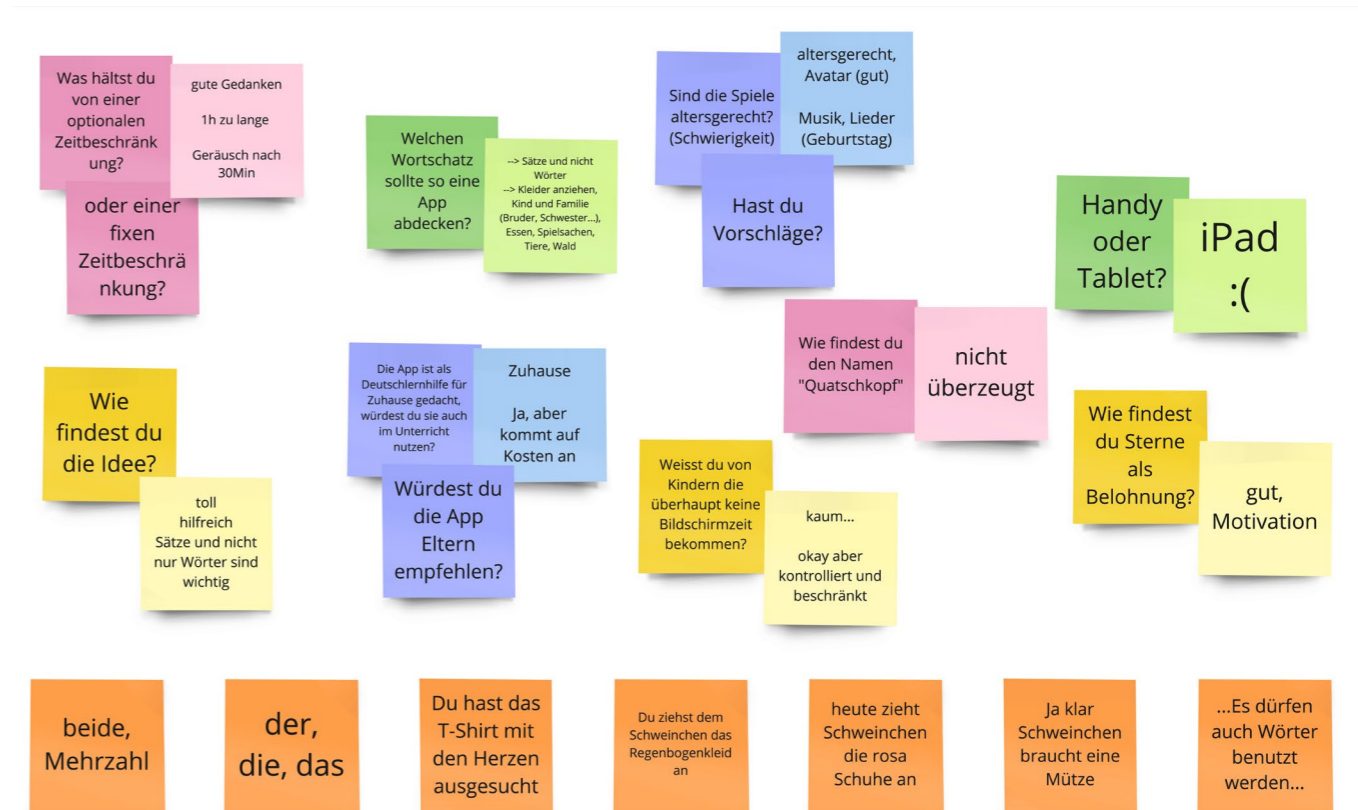 Was hältst du
von einer
optionalen
Zeitbeschränk
ung?
gute Gedanken
1h zu lange
Geräusch nach
30Min
oder einer
fixen
Zeitbeschrä
nkung?
Welchen
Wortschatz
sollte so eine
App
abdecken?
--> Sätze und nicht
Wörter
--> Kleider anziehen,
Kind und Familie
(Bruder, Schwester...),
Essen, Spielsachen,
Tiere, Wald
Sind die Spiele
altersgerecht?
(Schwierigkeit)
altersgerecht,
Avatar (gut)
Musik, Lieder
(Geburtstag)
Hast du
Vorschläge?
Handy
oder
Tablet?
iPad
:(
Wie findest du
den Namen
"Quatschkopf"
nicht
überzeugt
Wie
findest du
die Idee?
toll
hilfreich
Sätze und nicht
nur Wörter sind
wichtig
Die App ist als
Deutschlernhilfe für
Zuhause gedacht,
würdest du sie auch
im Unterricht
nutzen?
Zuhause
Ja, aber
kommt auf
Kosten an
Würdest du
die App
Eltern
empfehlen?
Weisst du von
Kindern die
überhaupt keine
Bildschirmzeit
bekommen?
kaum...
okay aber
kontrolliert und
beschränkt
Wie findest
du Sterne
als
Belohnung?
gut,
Motivation
beide,
Mehrzahl
der,
die, das
Du hast das
T-Shirt mit
den Herzen
ausgesucht
Du ziehst dem
Schweinchen das
Regenbogenkleid
an
heute zieht
Schweinchen
die rosa
Schuhe an
Ja klar
Schweinchen
braucht eine
Mütze
...Es dürfen
auch Wörter
benutzt
werden...